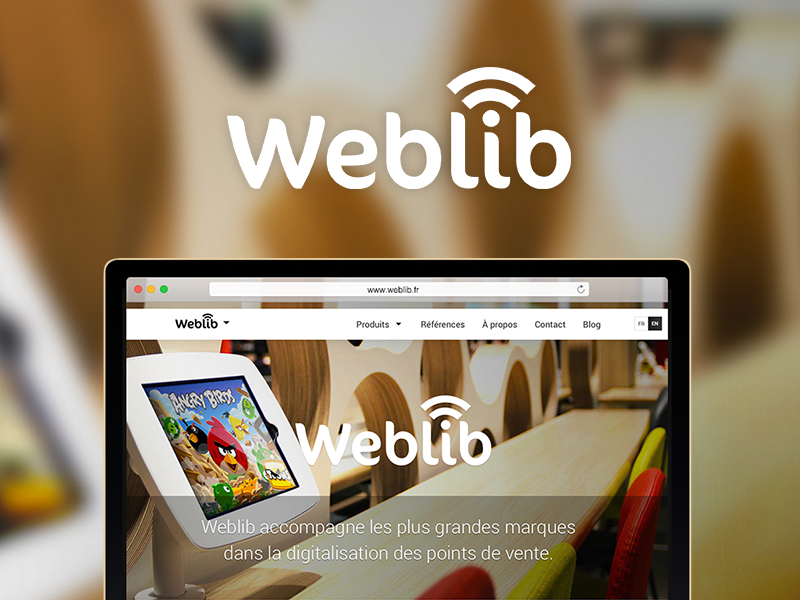 Weblib
www.weblib.fr
Weblib Produits Références À propos Contact Blog FR EN
ANGRY BIRDS
Weblib
Weblib accompagne les plus grandes marques
dans la digitalisation des points de vente.